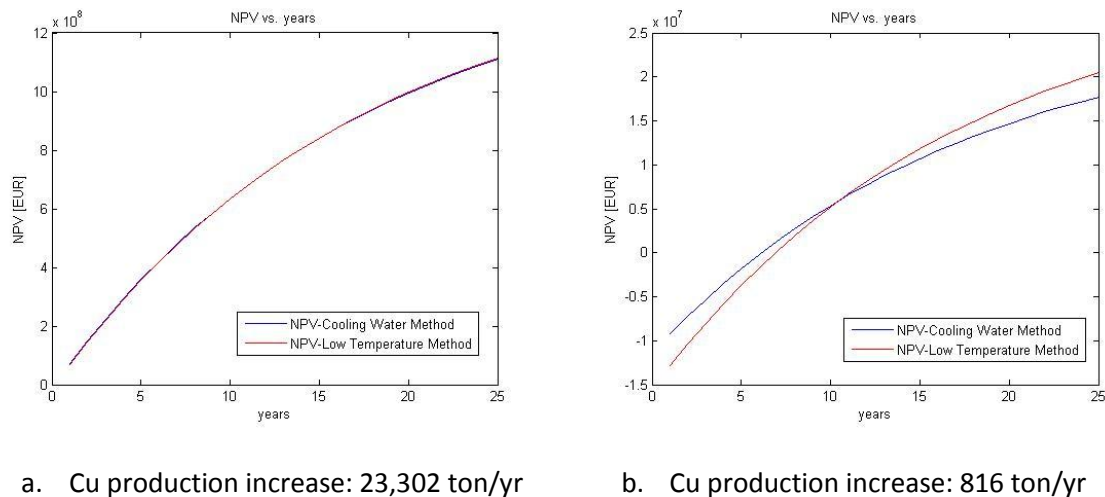 NPV vs. years
x 10^8
12
10
8
6
4
2
0
0 5 10 15 20 25
NPV [EUR]
years
NPV-Cooling Water Method
NPV-Low Temperature Method
NPV vs. years
x 10^7
2.5
2
1.5
1
0.5
0
-0.5
-1
-1.5
0 5 10 15 20 25
NPV [EUR]
years
NPV-Cooling Water Method
NPV-Low Temperature Method
a. Cu production increase: 23,302 ton/yr
b. Cu production increase: 816 ton/yr